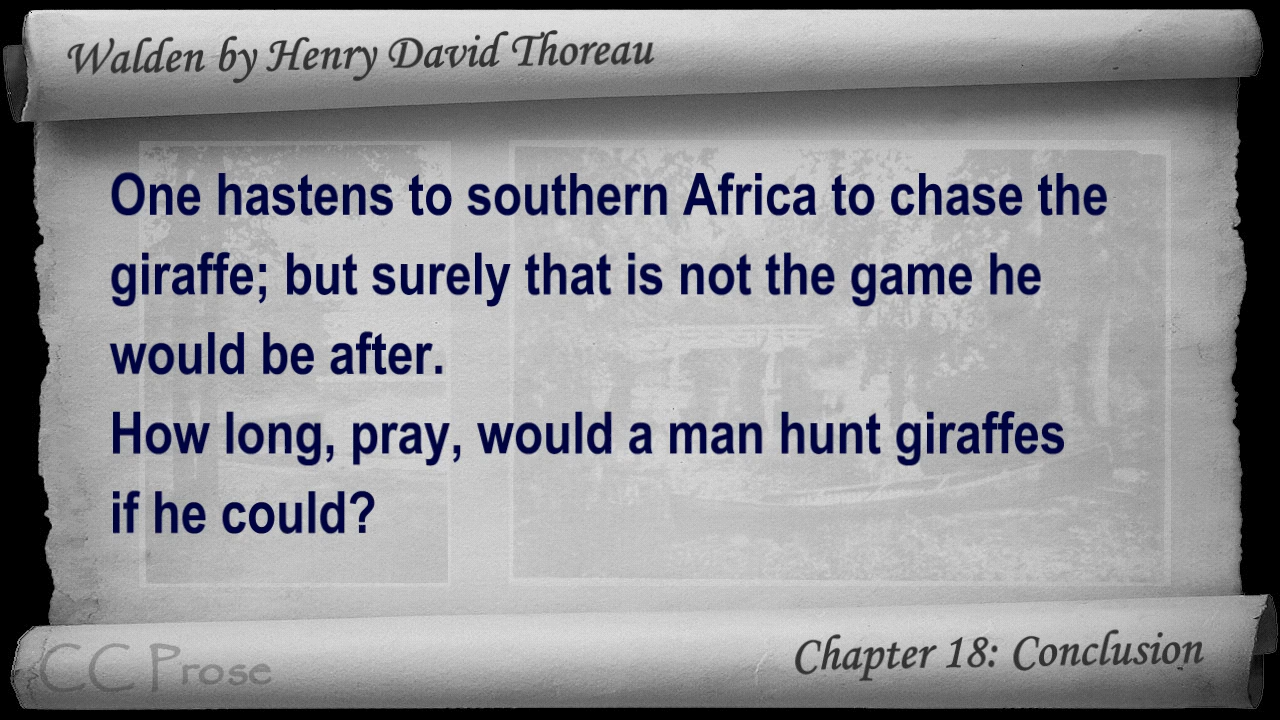 Walden by Henry David Thoreau
One hastens to southern Africa to chase the
giraffe; but surely that is not the game he
would be after.
How long, pray, would a man hunt giraffes
if he could?
CC Prose
Chapter 18: Conclusion